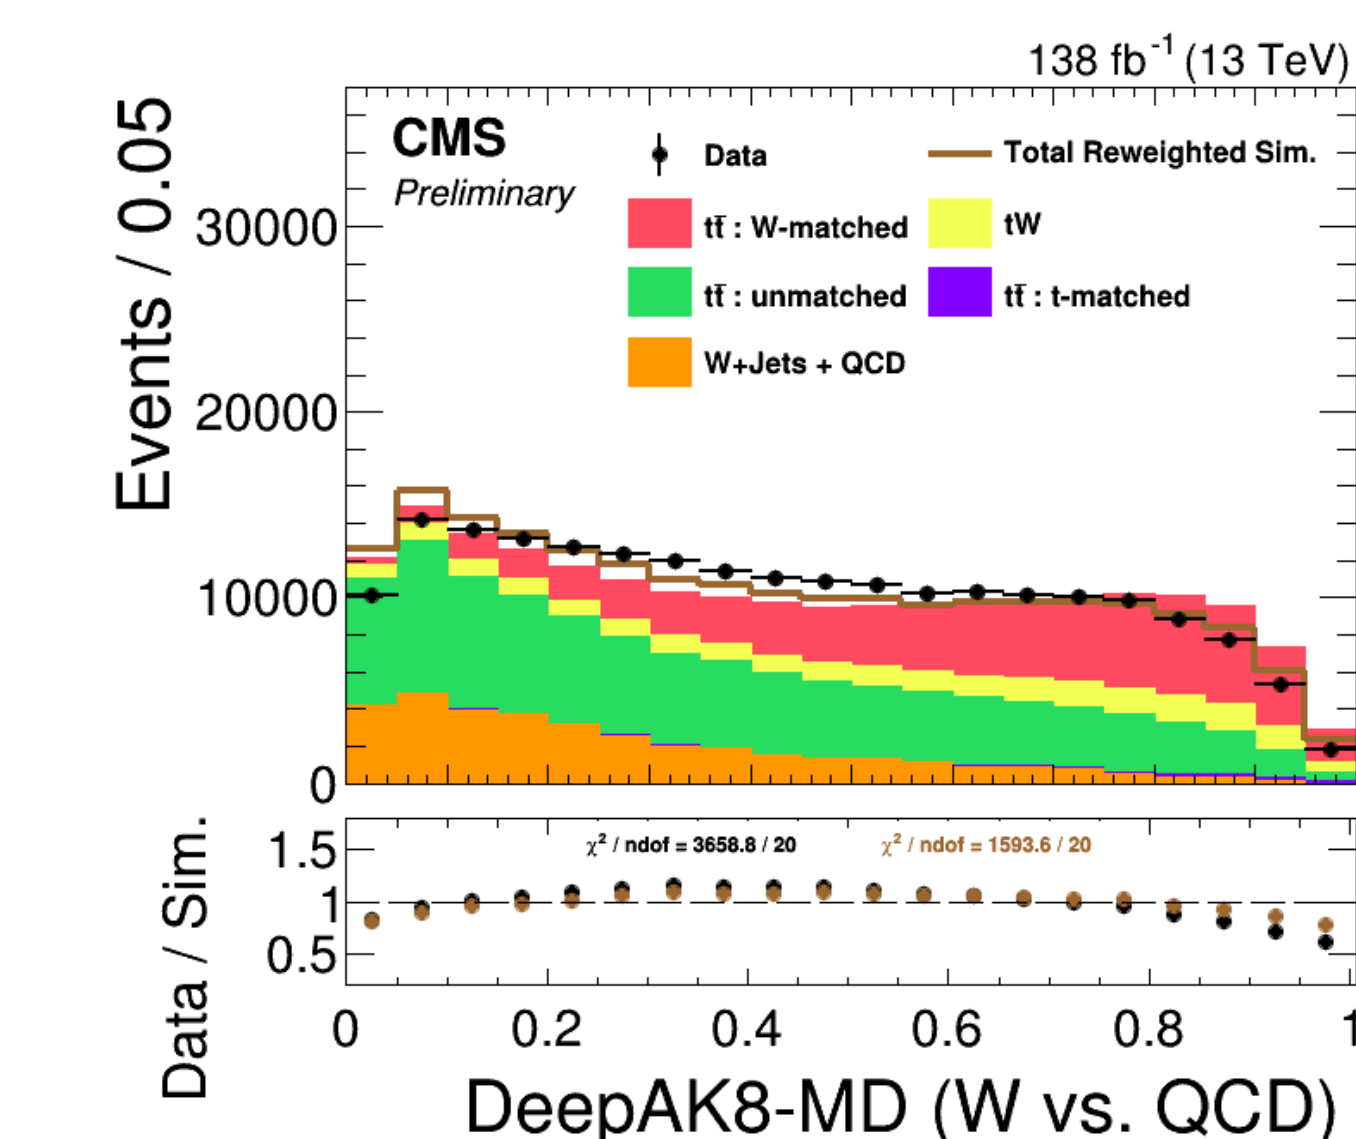 138 fb⁻¹ (13 TeV)
CMS
Preliminary
Data
Total Reweighted Sim.
tt̄ : W-matched
tW
tt̄ : unmatched
tt̄ : t-matched
W+Jets + QCD
Events / 0.05
30000
20000
10000
0
χ² / ndof = 3658.8 / 20
χ² / ndof = 1593.6 / 20
Data / Sim.
1.5
1
0.5
0 0.2 0.4 0.6 0.8 1
DeepAK8-MD (W vs. QCD)